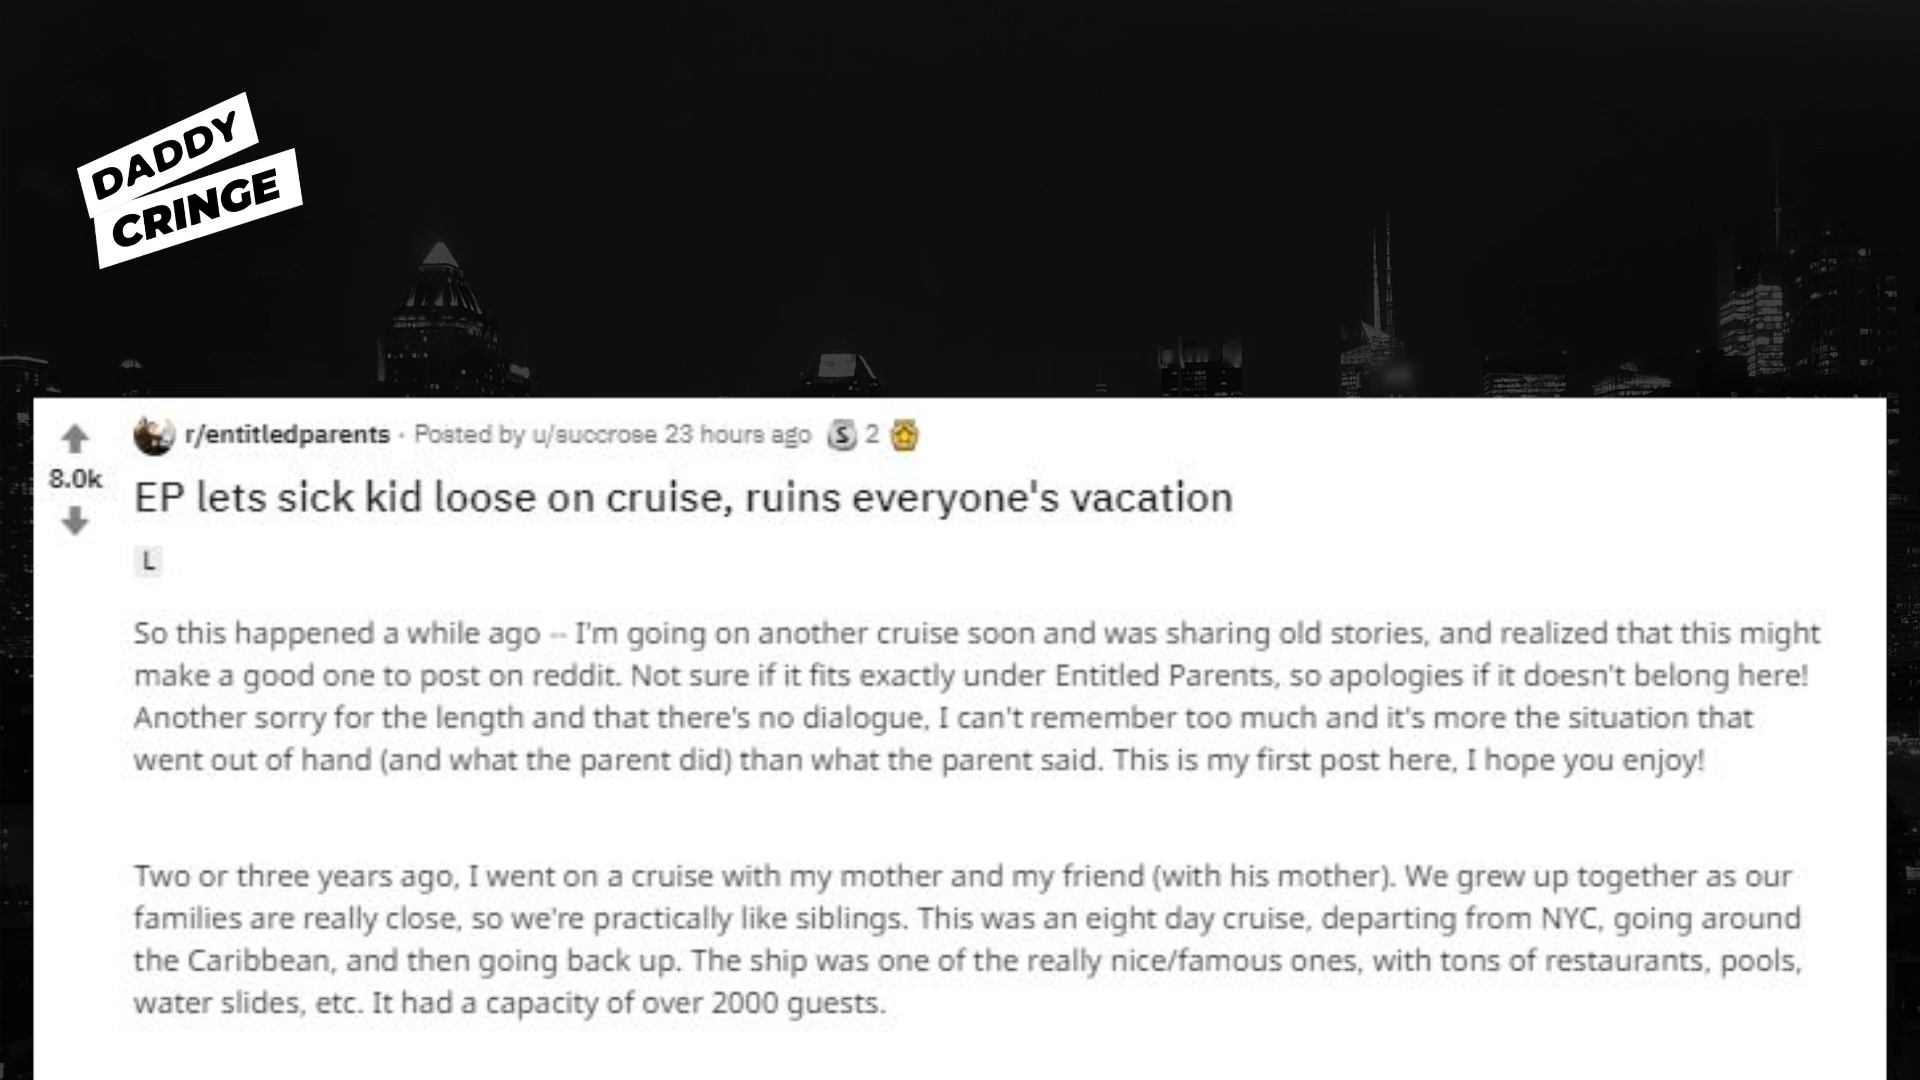 DADDY
CRINGE
r/entitledparents · Posted by u/succrose 23 hours ago S 2
8.0k
EP lets sick kid loose on cruise, ruins everyone's vacation
L
So this happened a while ago -- I'm going on another cruise soon and was sharing old stories, and realized that this might
make a good one to post on reddit. Not sure if it fits exactly under Entitled Parents, so apologies if it doesn't belong here!
Another sorry for the length and that there's no dialogue, I can't remember too much and it's more the situation that
went out of hand (and what the parent did) than what the parent said. This is my first post here, I hope you enjoy!
Two or three years ago, I went on a cruise with my mother and my friend (with his mother). We grew up together as our
families are really close, so we're practically like siblings. This was an eight day cruise, departing from NYC, going around
the Caribbean, and then going back up. The ship was one of the really nice/famous ones, with tons of restaurants, pools,
water slides, etc. It had a capacity of over 2000 guests.